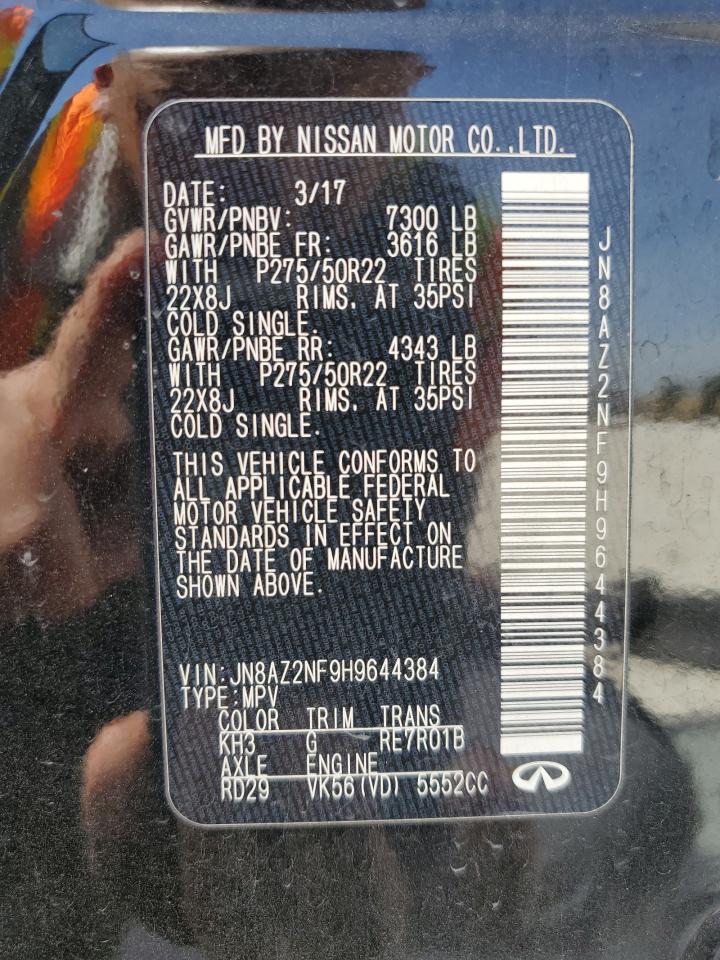 MFD BY NISSAN MOTOR CO.,LTD.
DATE: 3/17
GVWR/PNBV: 7300 LB
GAWR/PNBE FR: 3616 LB
WITH P275/50R22 TIRES
22X8J RIMS. AT 35PSI
COLD SINGLE.
GAWR/PNBE RR: 4343 LB
WITH P275/50R22 TIRES
22X8J RIMS. AT 35PSI
COLD SINGLE.
THIS VEHICLE CONFORMS TO
ALL APPLICABLE FEDERAL
MOTOR VEHICLE SAFETY
STANDARDS IN EFFECT ON
THE DATE OF MANUFACTURE
SHOWN ABOVE.
VIN:JN8AZ2NF9H9644384
TYPE:MPV
COLOR TRIM TRANS
KH3 G RE7R01B
AXLE ENGINE
RD29 VK56(VD) 5552CC
JN8AZ2NF9H9644384